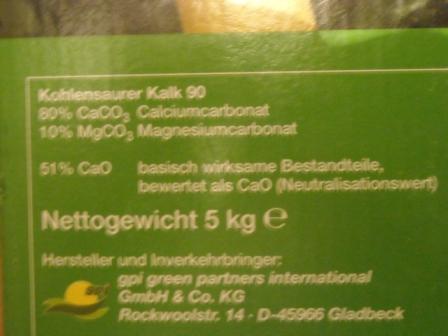 Kohlensaurer Kalk 90
80% CaCO₃ Calciumcarbonat
10% MgCO₃ Magnesiumcarbonat
51% CaO basisch wirksame Bestandteile,
bewertet als CaO (Neutralisationswert)
Nettogewicht 5 kg ℮
Hersteller und Inverkehrbringer:
gpi green partners international
GmbH & Co. KG
Rockwoolstr. 14 · D-45966 Gladbeck
gpi